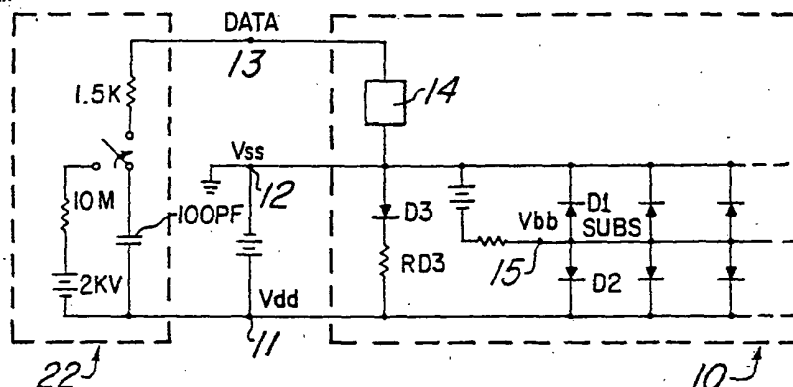 DATA
13
14
1.5K
10M
100PF
2KV
Vss
12
Vdd
11
D3
RD3
Vbb
15
D1
SUBS
D2
22
10